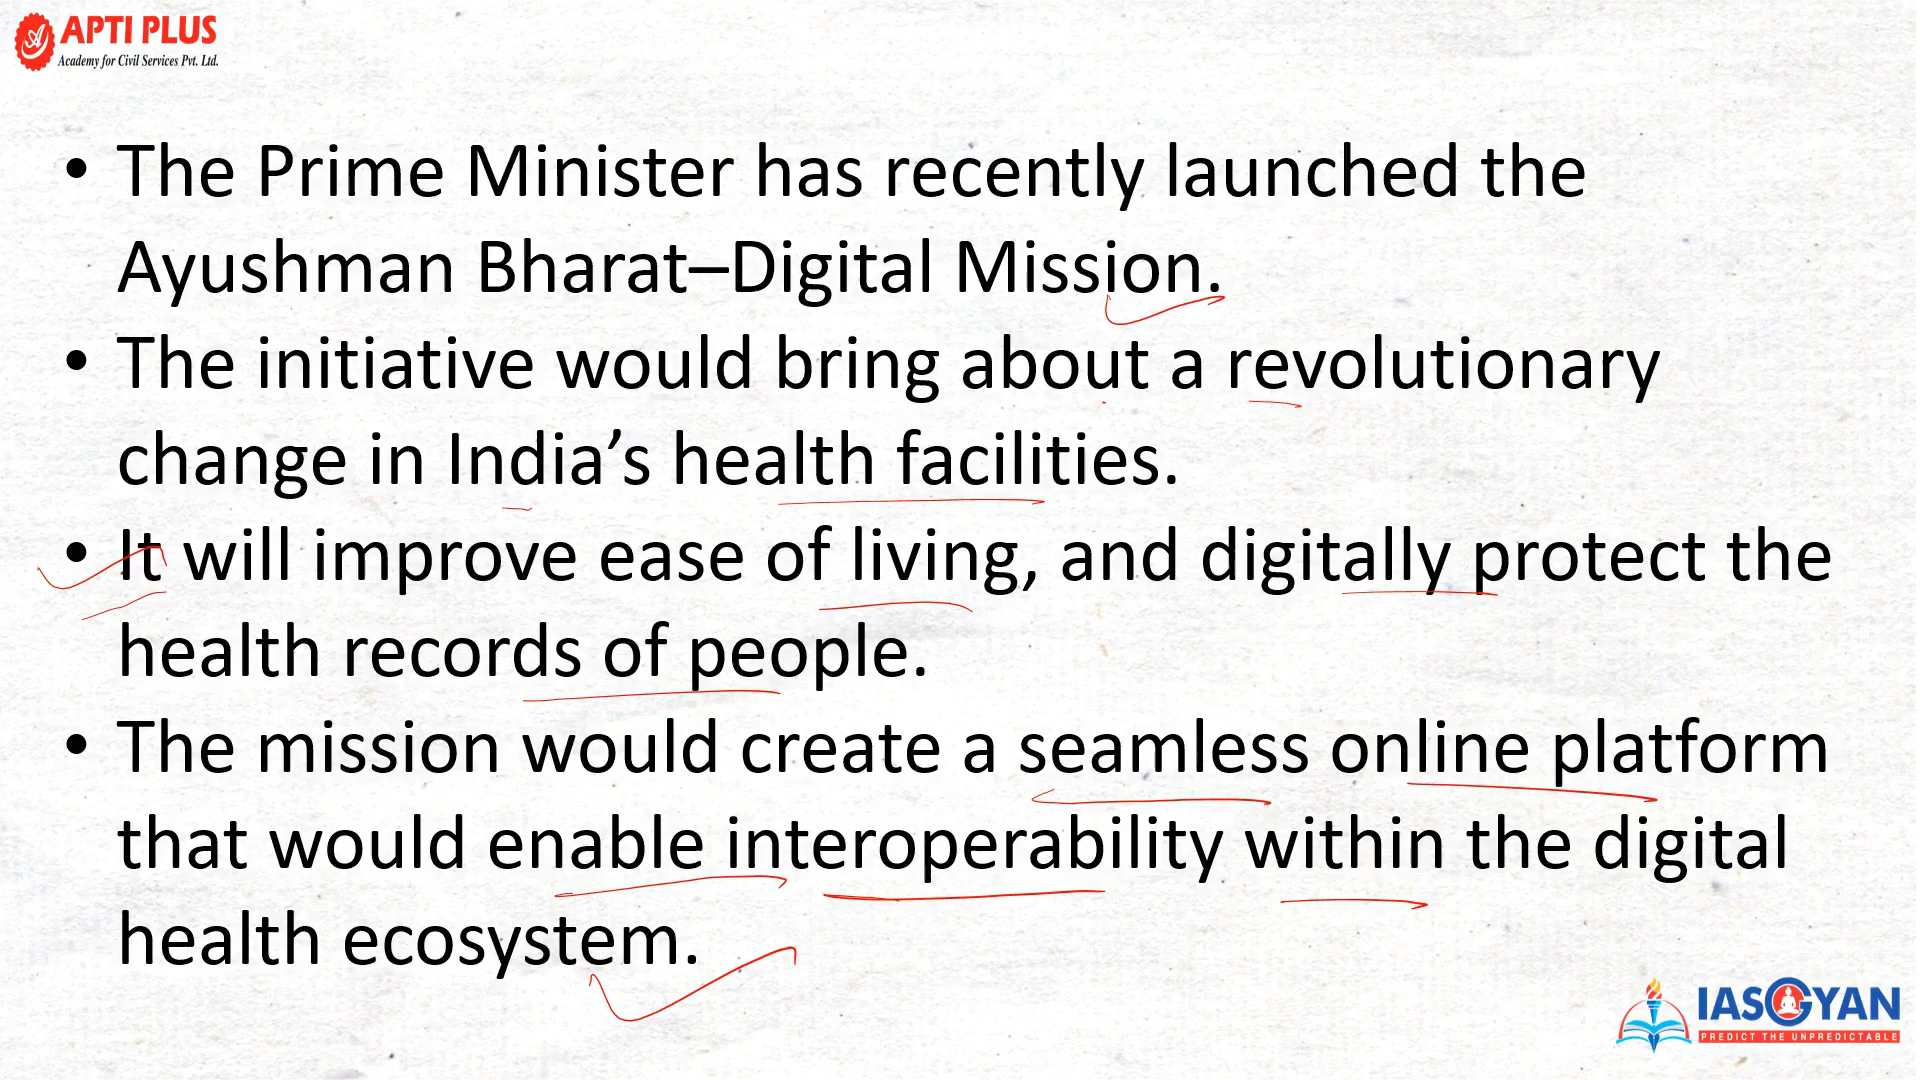 APTI PLUS
Academy for Civil Services Pvt. Ltd.
• The Prime Minister has recently launched the
Ayushman Bharat–Digital Mission.
• The initiative would bring about a revolutionary
change in India’s health facilities.
• It will improve ease of living, and digitally protect the
health records of people.
• The mission would create a seamless online platform
that would enable interoperability within the digital
health ecosystem.
IASGYAN
PREDICT THE UNPREDICTABLE